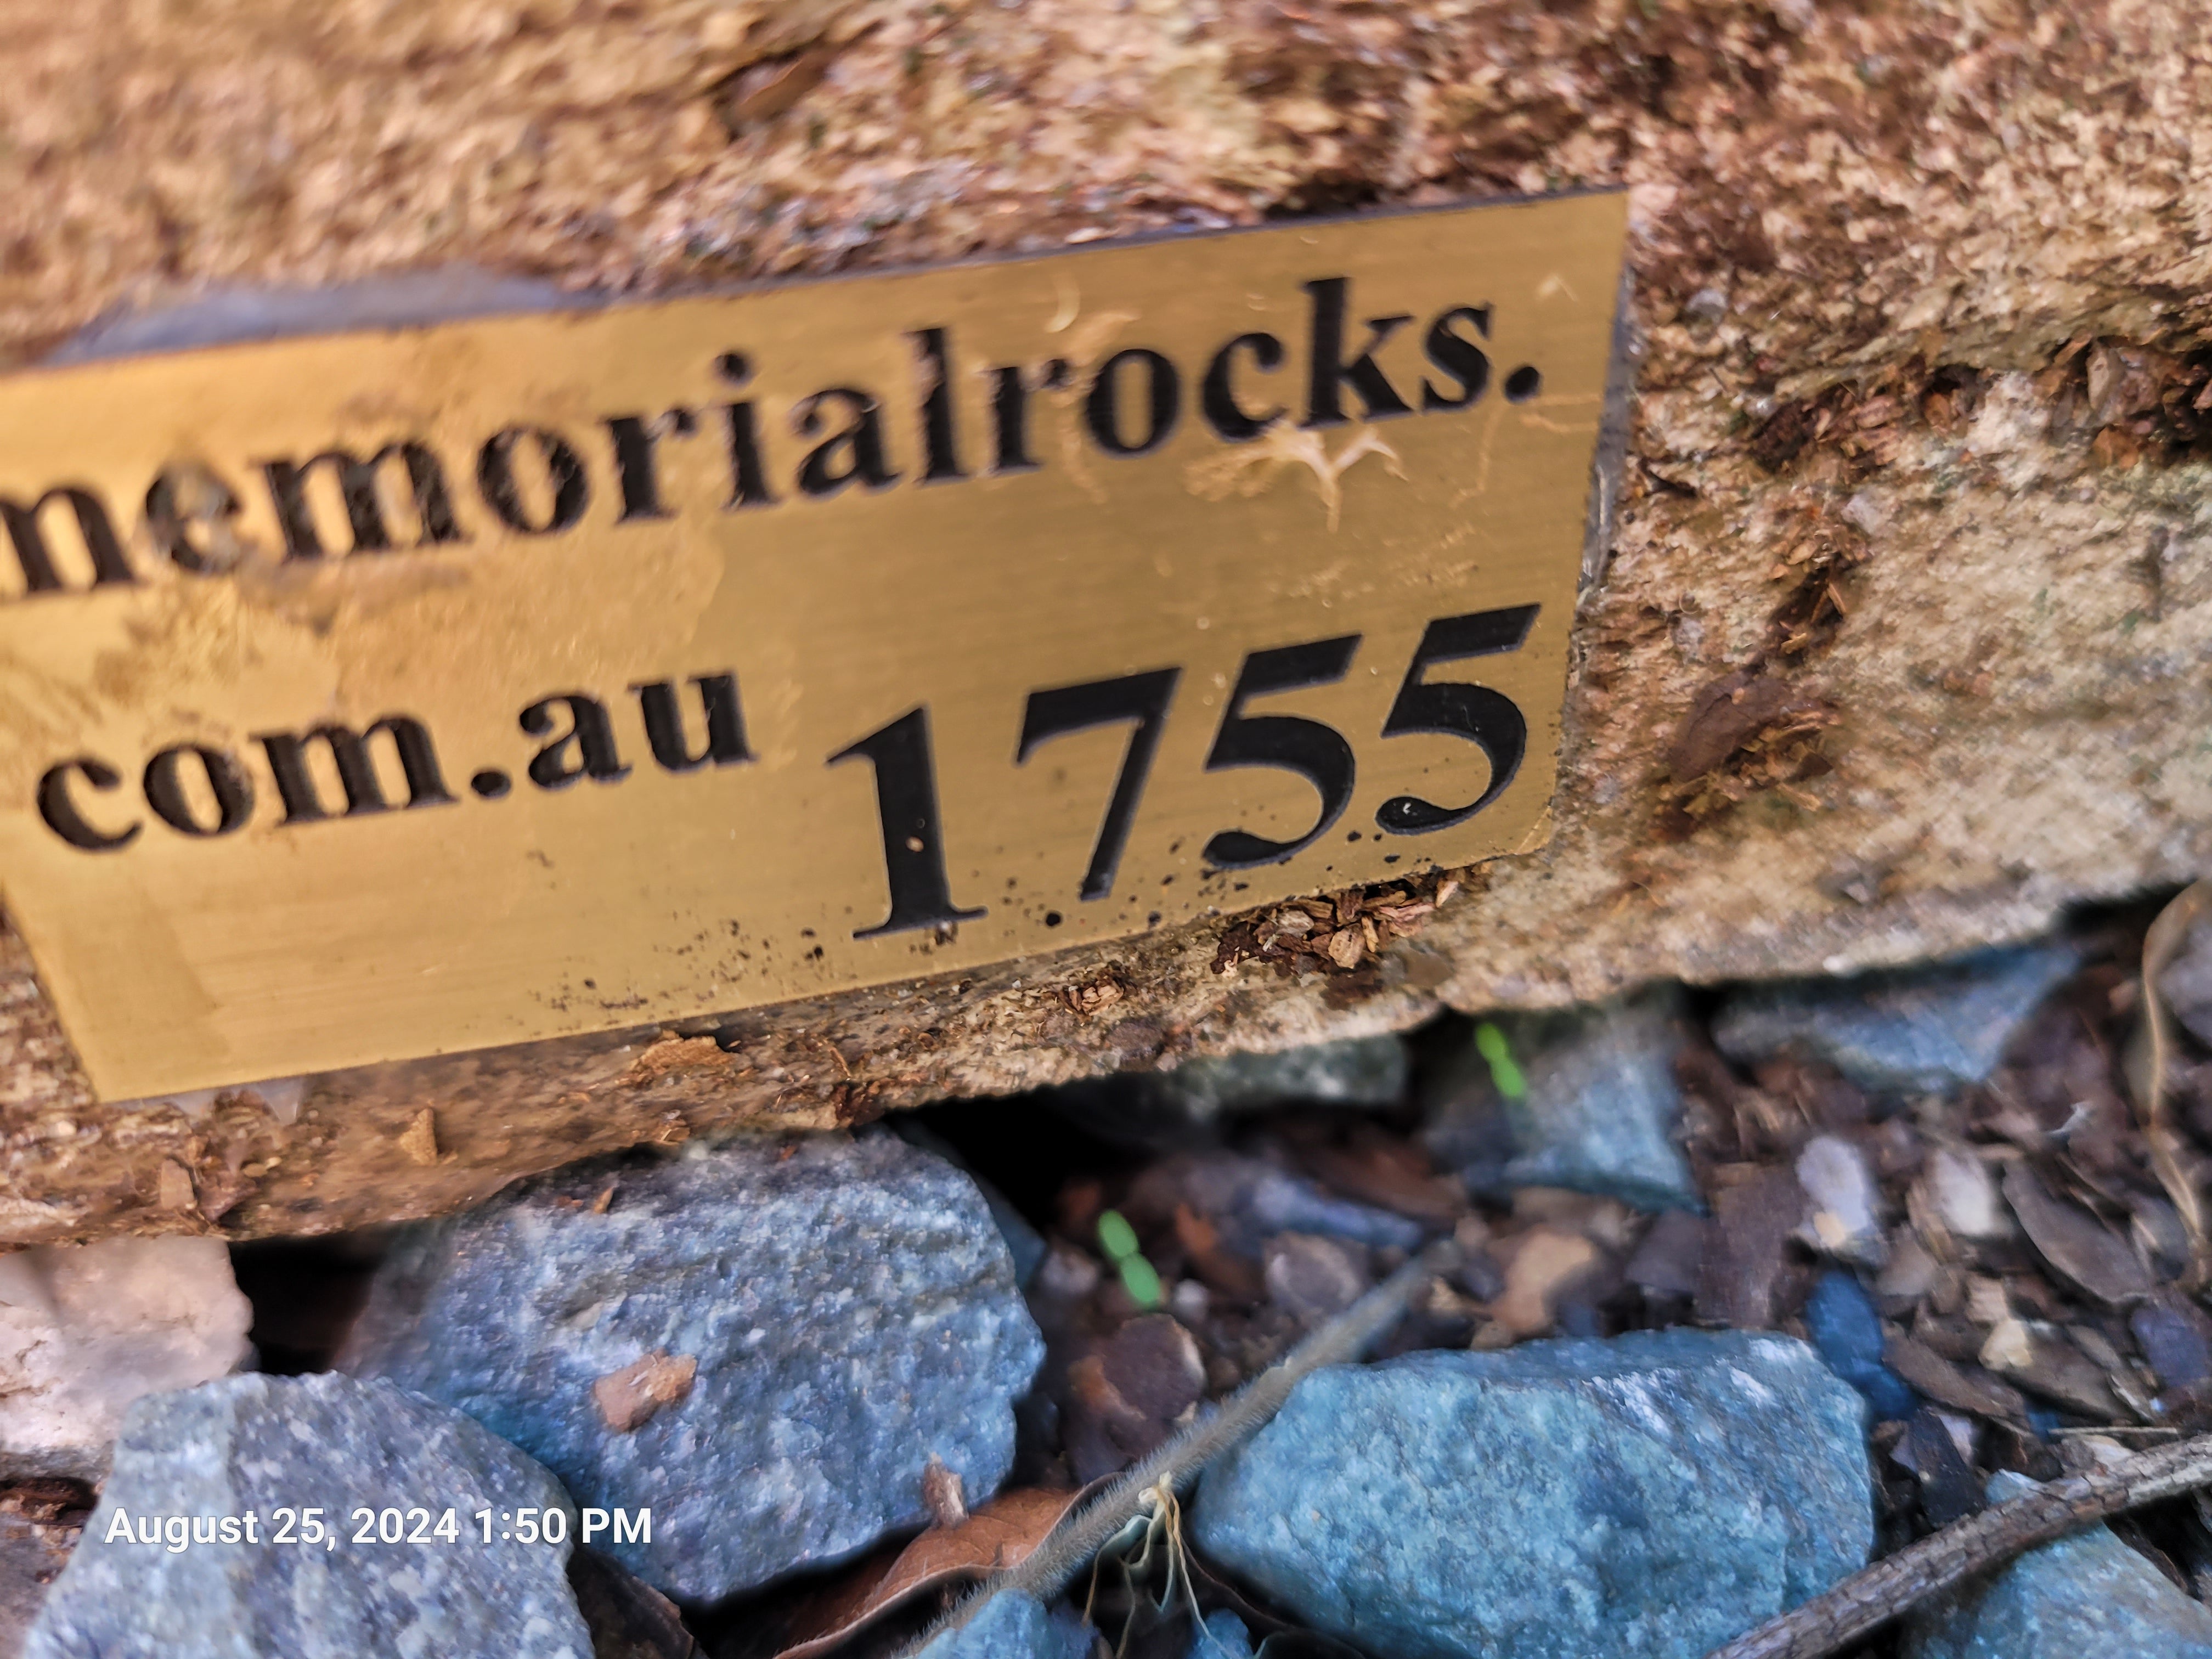 memorialrocks.
com.au 1755
August 25, 2024 1:50 PM